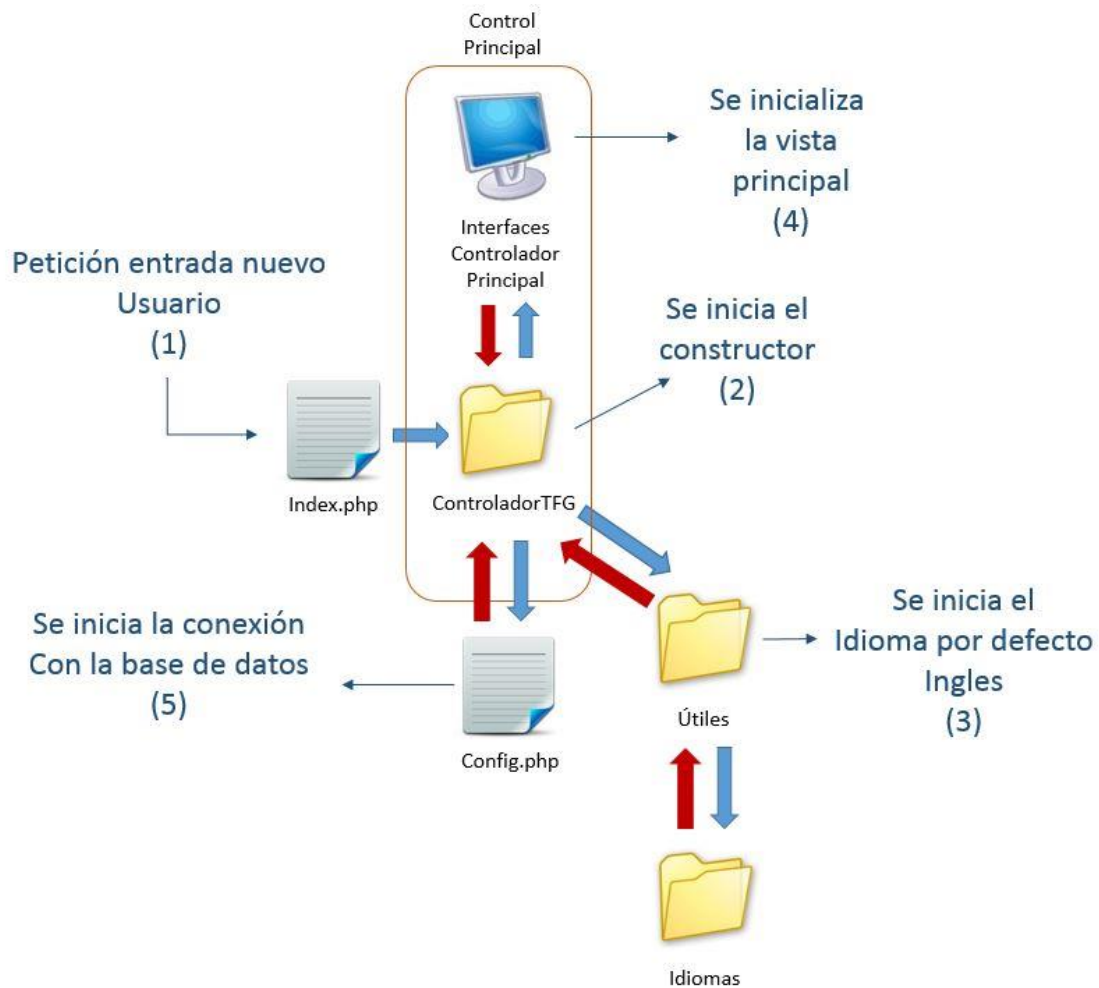 Control
Principal
Se inicializa
la vista
principal
(4)
Interfaces
Controlador
Principal
Petición entrada nuevo
Usuario
(1)
Se inicia el
constructor
(2)
Index.php
ControladorTFG
Se inicia la conexión
Con la base de datos
(5)
Config.php
Se inicia el
Idioma por defecto
Ingles
(3)
Útiles
Idiomas